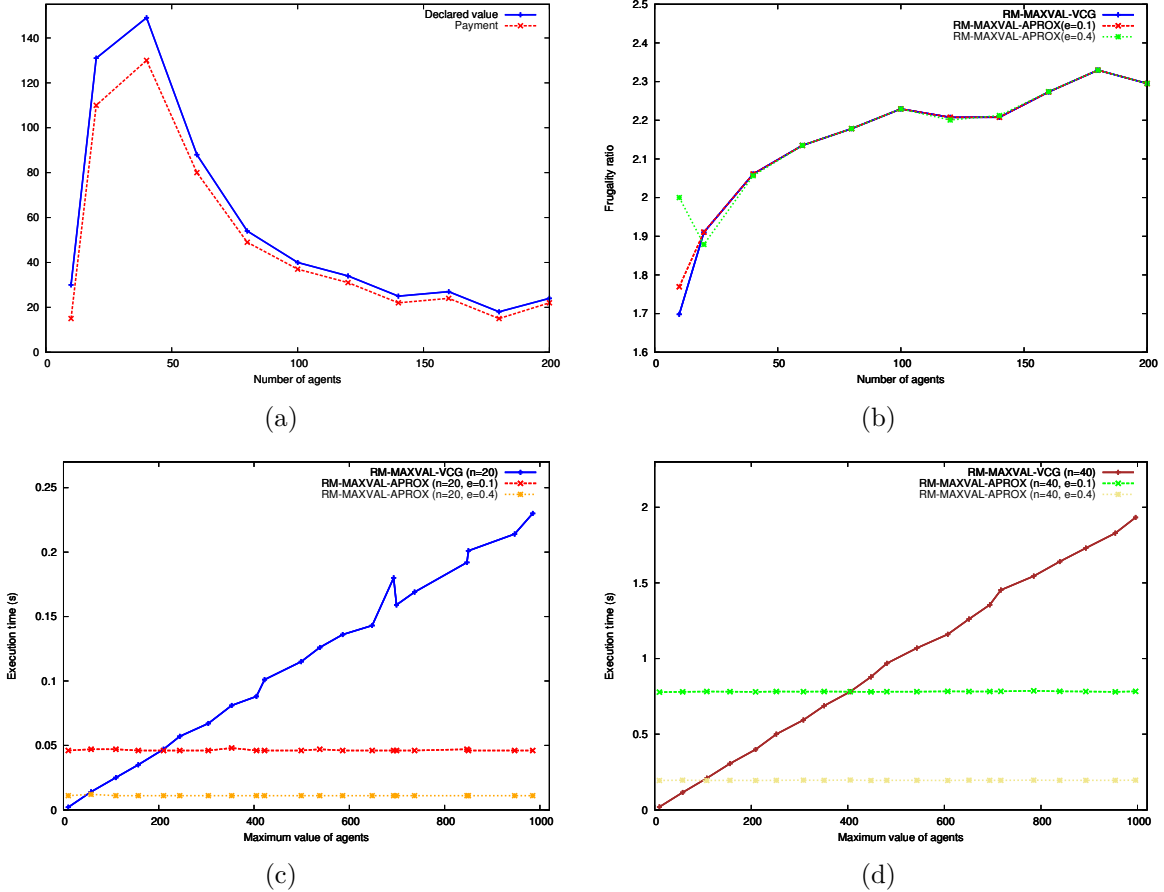 Declared value
Payment
140
120
100
80
60
40
20
0
0 50 100 150 200
Number of agents
(a)
RM-MAXVAL-VCG
RM-MAXVAL-APROX(e=0.1)
RM-MAXVAL-APROX(e=0.4)
2.5
2.4
2.3
2.2
2.1
2
1.9
1.8
1.7
1.6
Frugality ratio
0 50 100 150 200
Number of agents
(b)
RM-MAXVAL-VCG (n=20)
RM-MAXVAL-APROX (n=20, e=0.1)
RM-MAXVAL-APROX (n=20, e=0.4)
0.25
0.2
0.15
0.1
0.05
0
Execution time (s)
0 200 400 600 800 1000
Maximum value of agents
(c)
RM-MAXVAL-VCG (n=40)
RM-MAXVAL-APROX (n=40, e=0.1)
RM-MAXVAL-APROX (n=40, e=0.4)
2
1.5
1
0.5
0
Execution time (s)
0 200 400 600 800 1000
Maximum value of agents
(d)